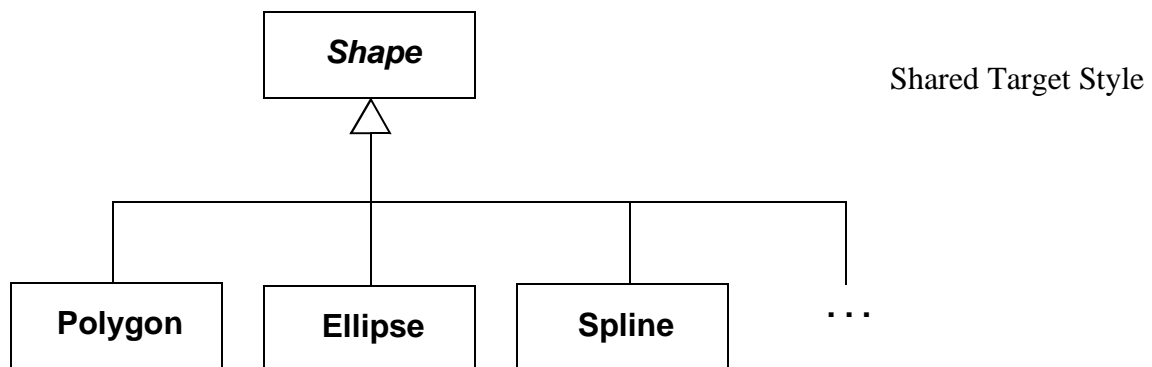 Shape
Shared Target Style
Polygon
Ellipse
Spline
. . .